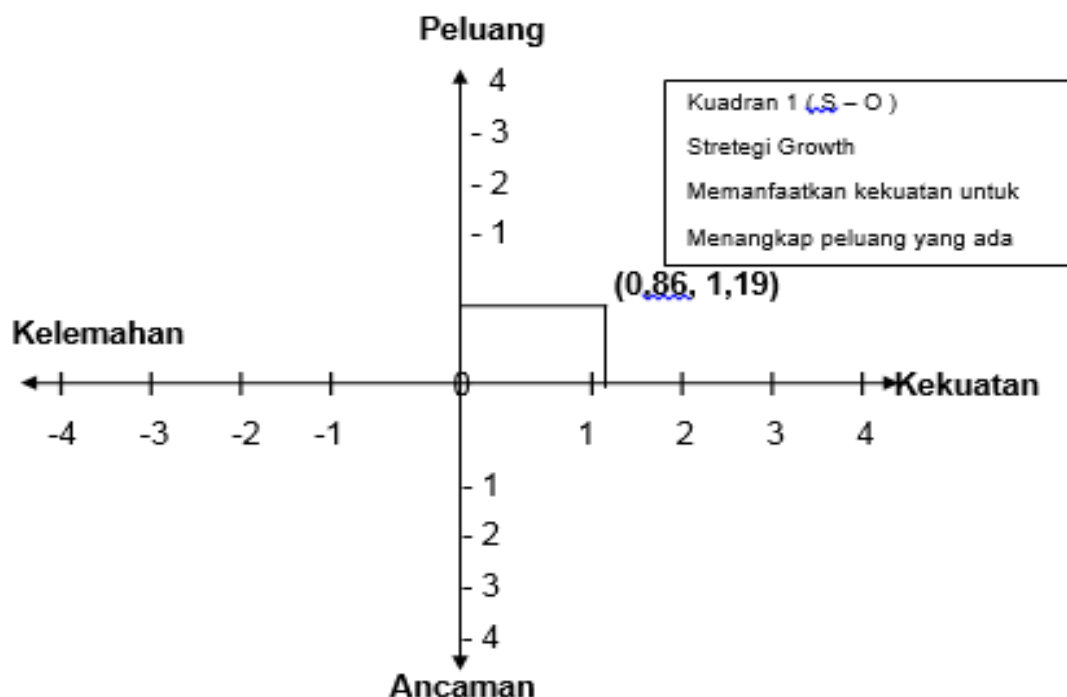 Peluang
4
- 3
- 2
- 1
Kuadran 1 ( S – O )
Stretegi Growth
Memanfaatkan kekuatan untuk
Menangkap peluang yang ada
(0,86, 1,19)
Kelemahan
0
Kekuatan
-4 -3 -2 -1 1 2 3 4
- 1
- 2
- 3
- 4
Ancaman